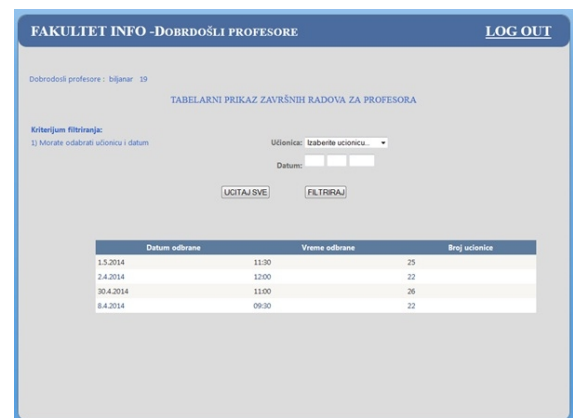 FAKULTET INFO -DOBRDOŠLI PROFESORE LOG OUT
Dobrodosli profesore : biljanar 19
TABELARNI PRIKAZ ZAVRŠNIH RADOVA ZA PROFESORA
Kriterijum filtriranja:
1) Morate odabrati učionicu i datum
Učionica: Izaberite ucionicu..
Datum:
UCITAJ SVE FILTRIRAJ
Datum odbrane Vreme odbrane Broj ucionice
1.5.2014 11:30 25
2.4.2014 12:00 22
30.4.2014 11:00 26
8.4.2014 09:30 22